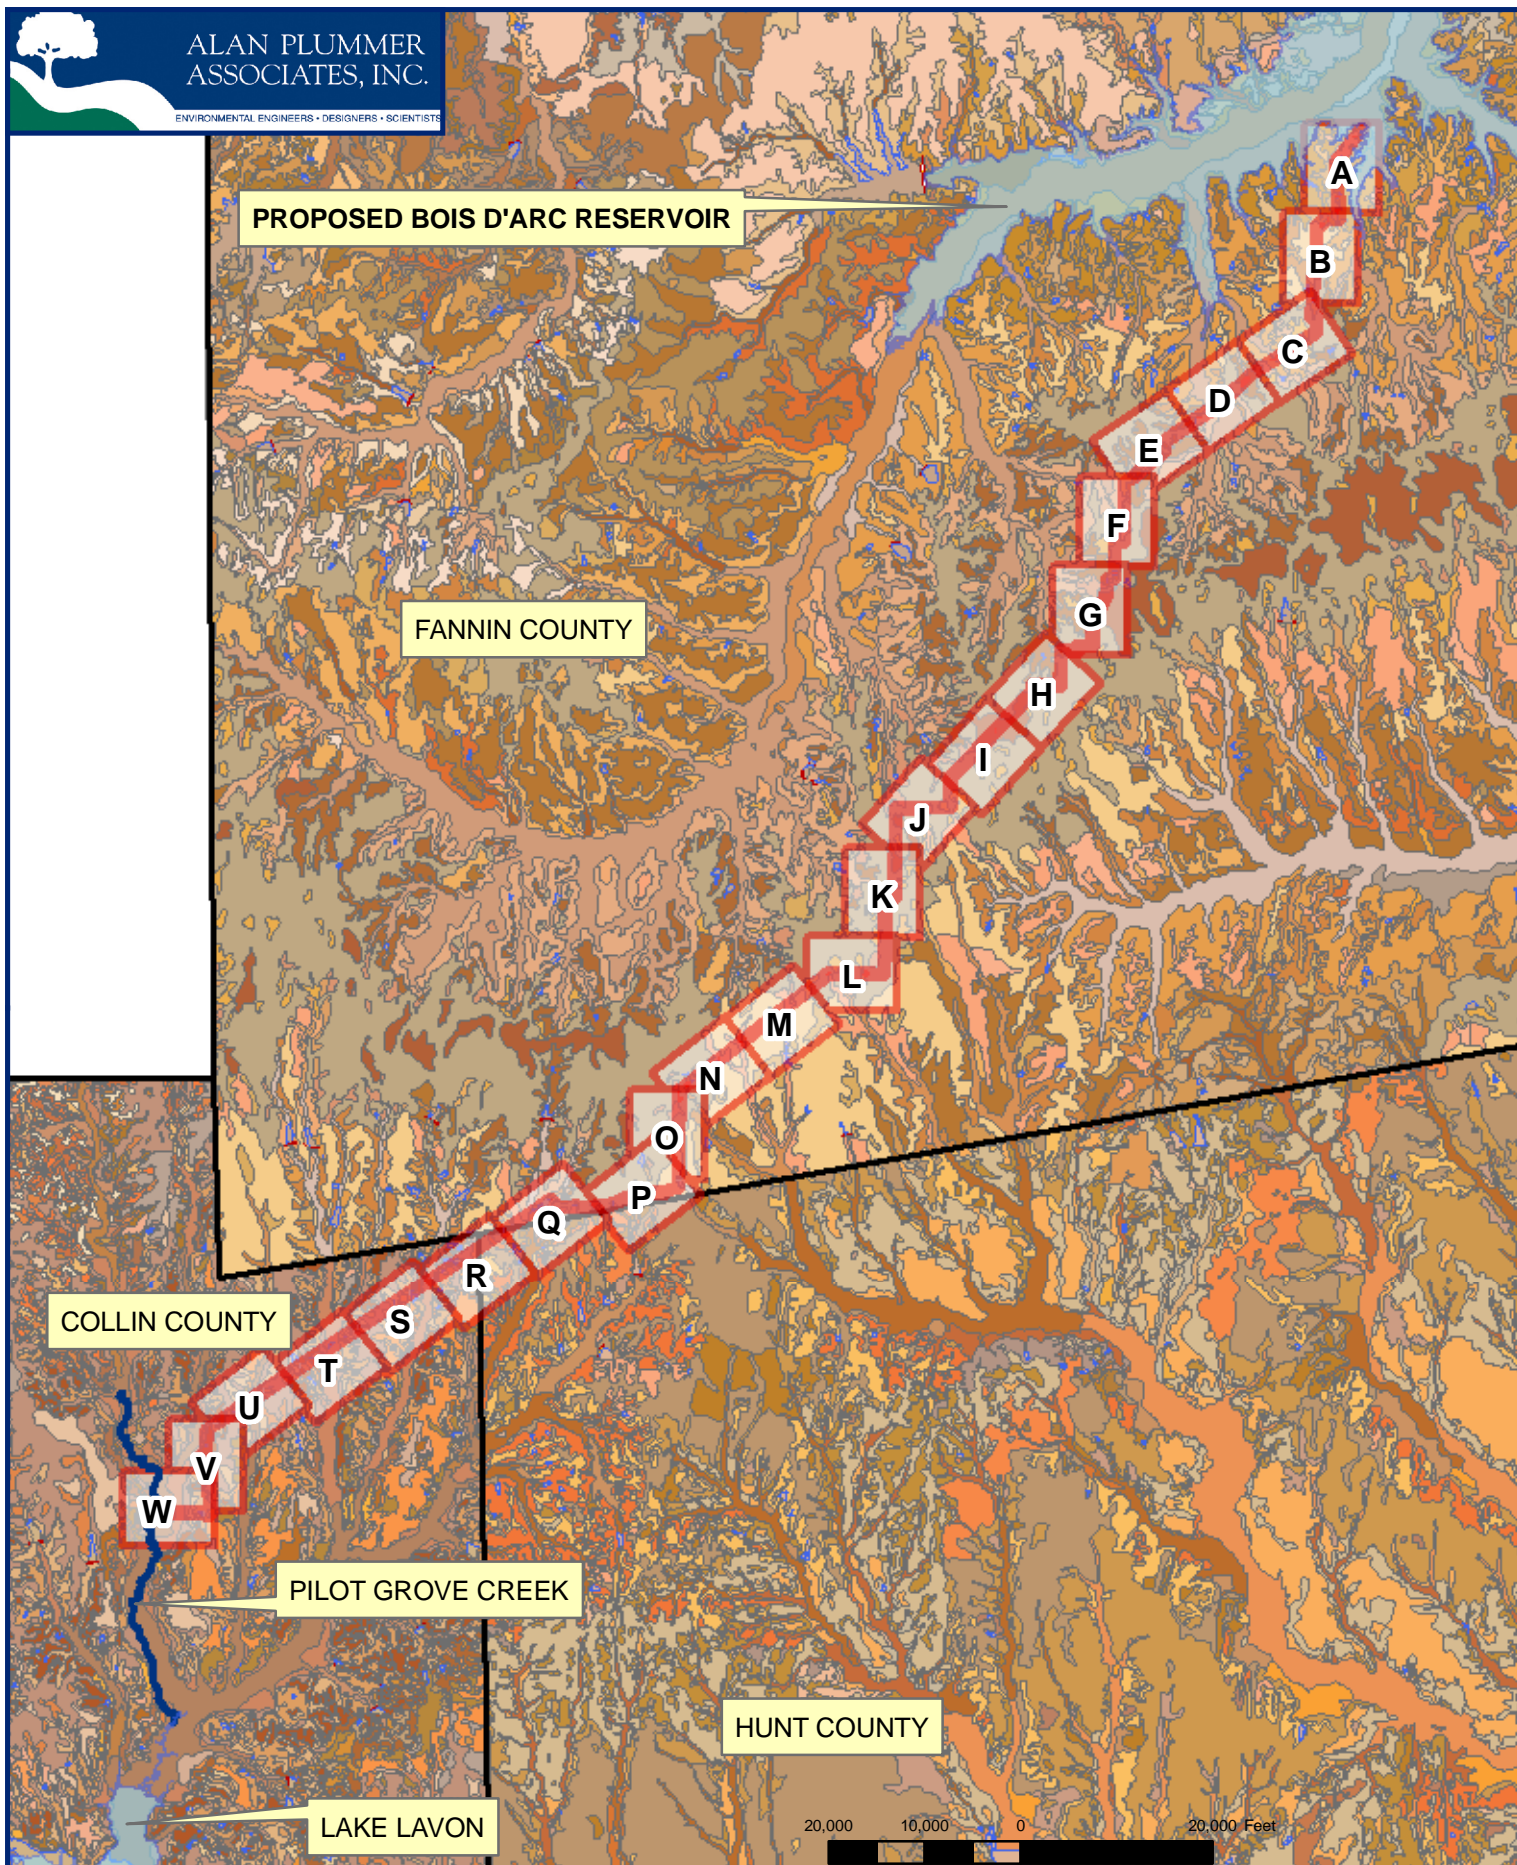 ALAN PLUMMER
ASSOCIATES, INC.
ENVIRONMENTAL ENGINEERS • DESIGNERS • SCIENTISTS
A
PROPOSED BOIS D'ARC RESERVOIR
B
C
D
E
F
G
FANNIN COUNTY
H
I
J
K
L
M
N
O
P
Q
R
S
COLLIN COUNTY
T
U
V
W
PILOT GROVE CREEK
HUNT COUNTY
LAKE LAVON
20,000 10,000 0 20,000 Feet